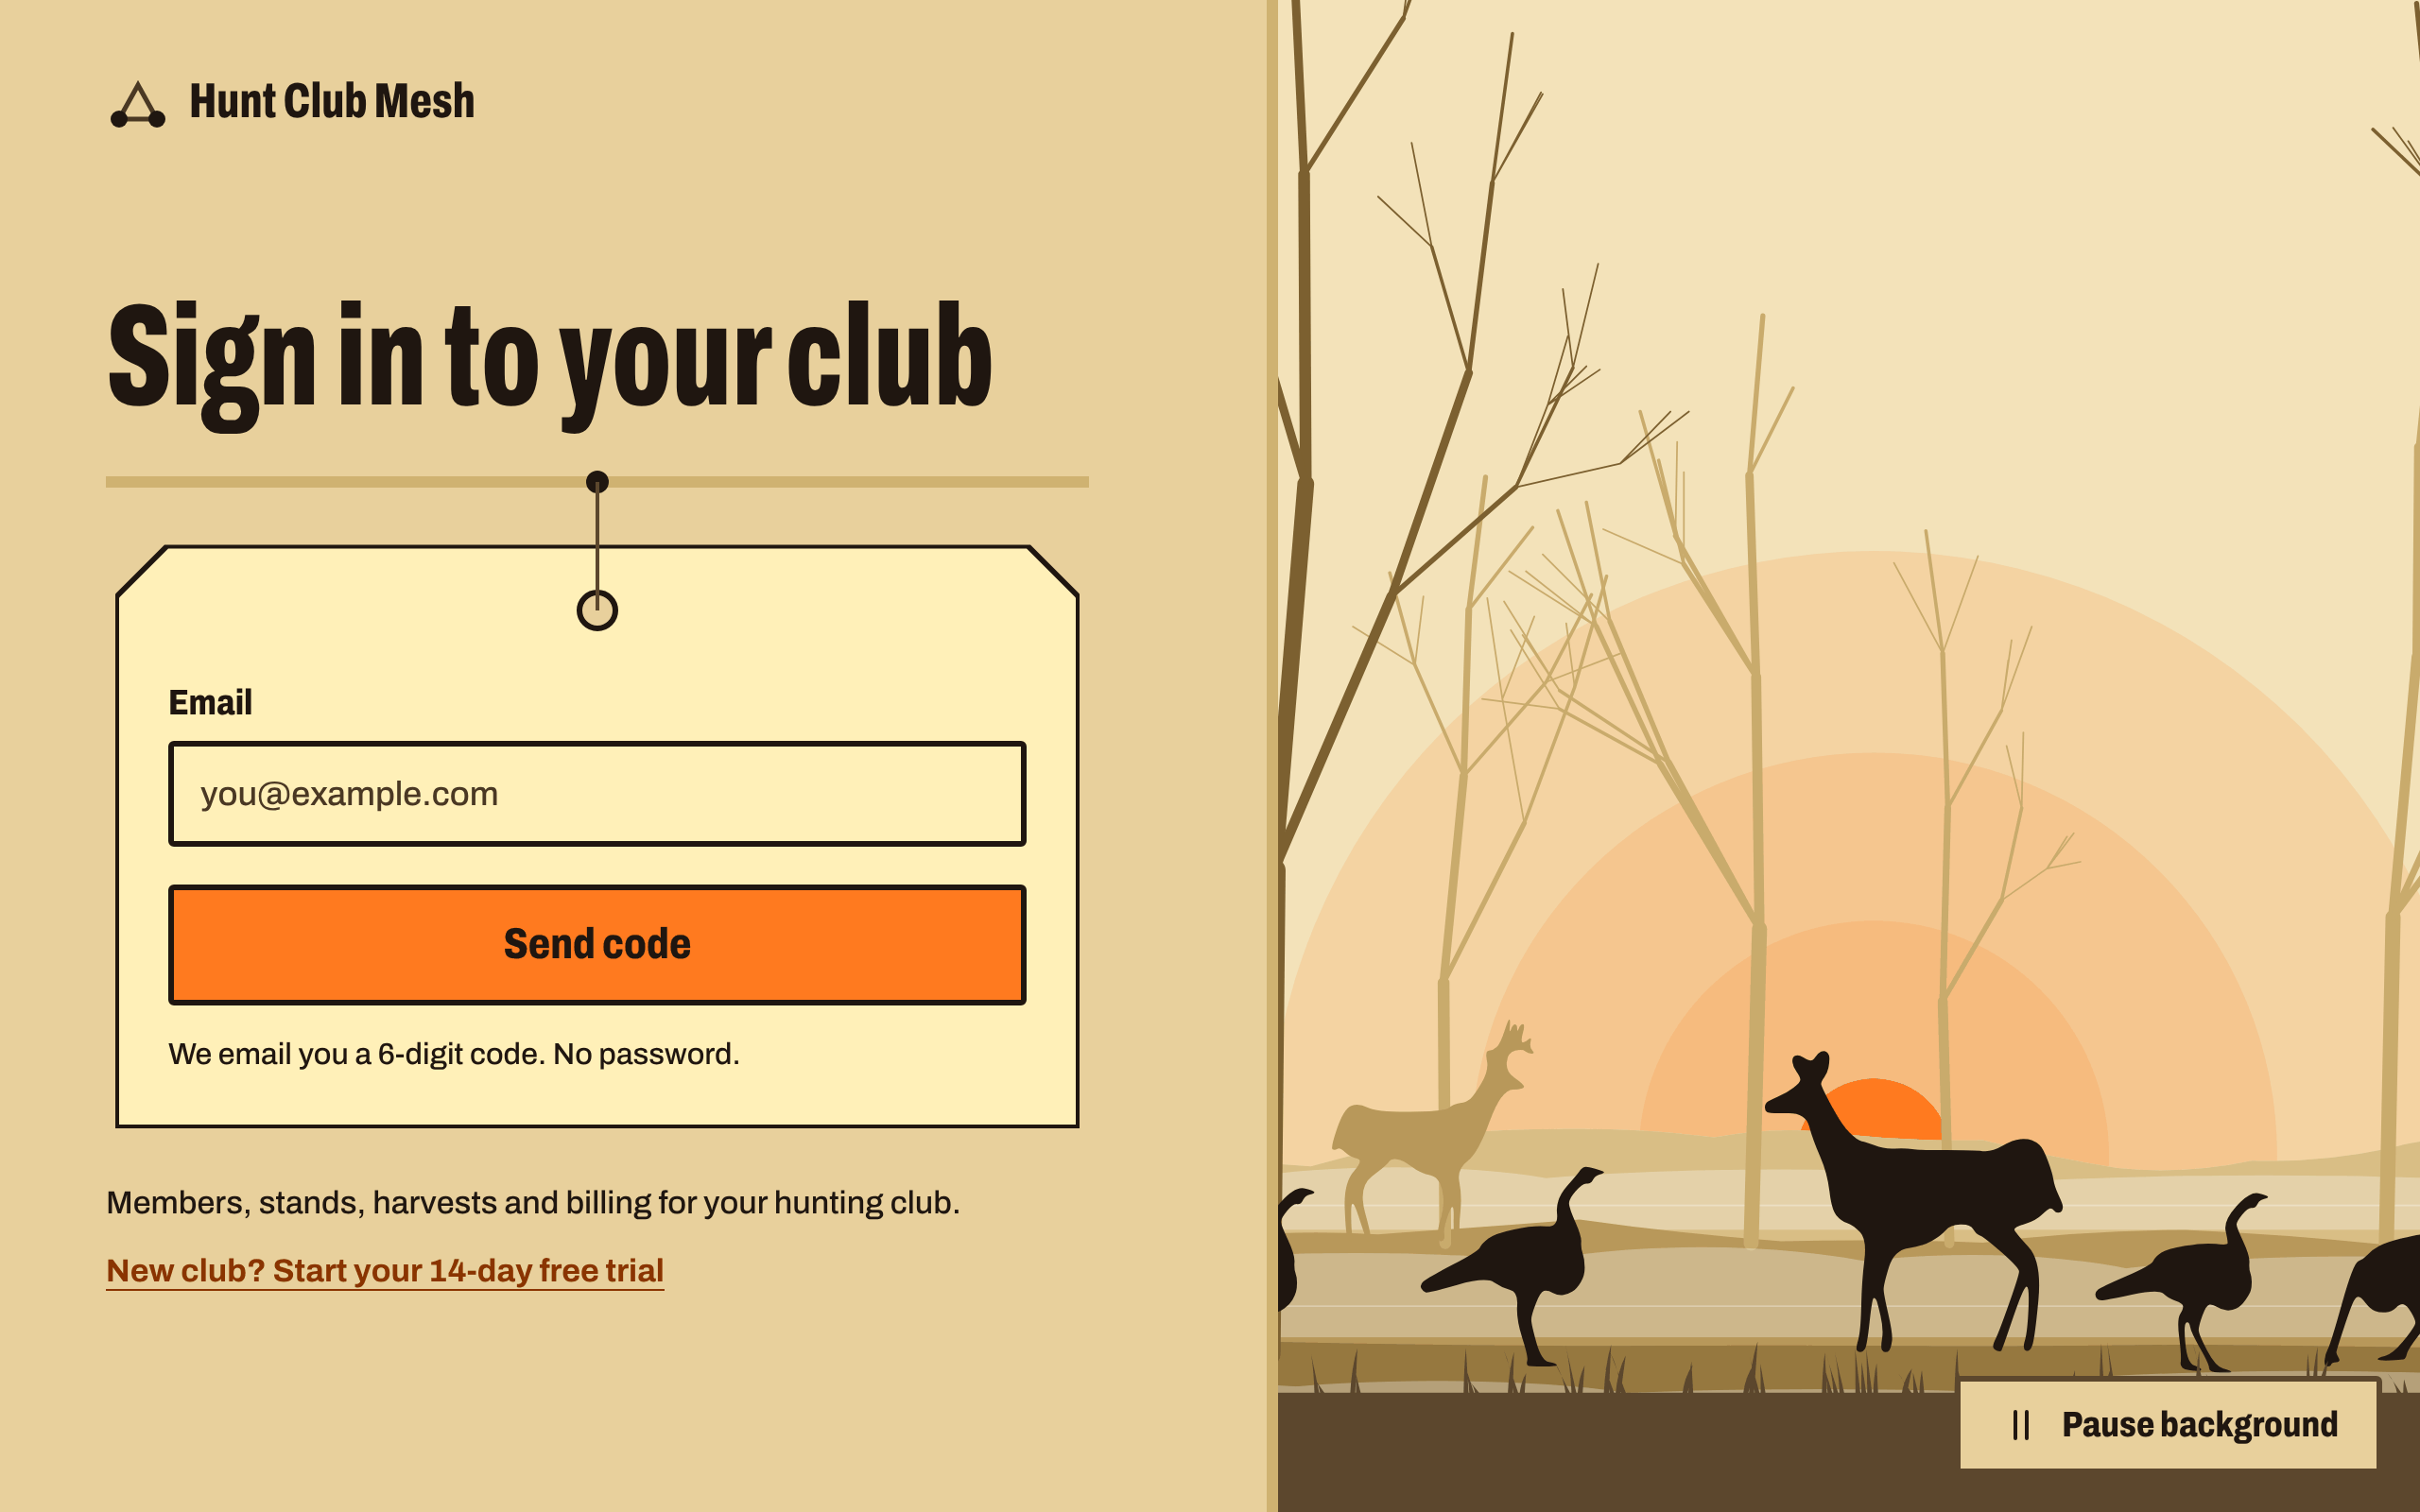 Hunt Club Mesh
Sign in to your club
Email
you@example.com
Send code
We email you a 6-digit code. No password.
Members, stands, harvests and billing for your hunting club.
New club? Start your 14-day free trial
Pause background